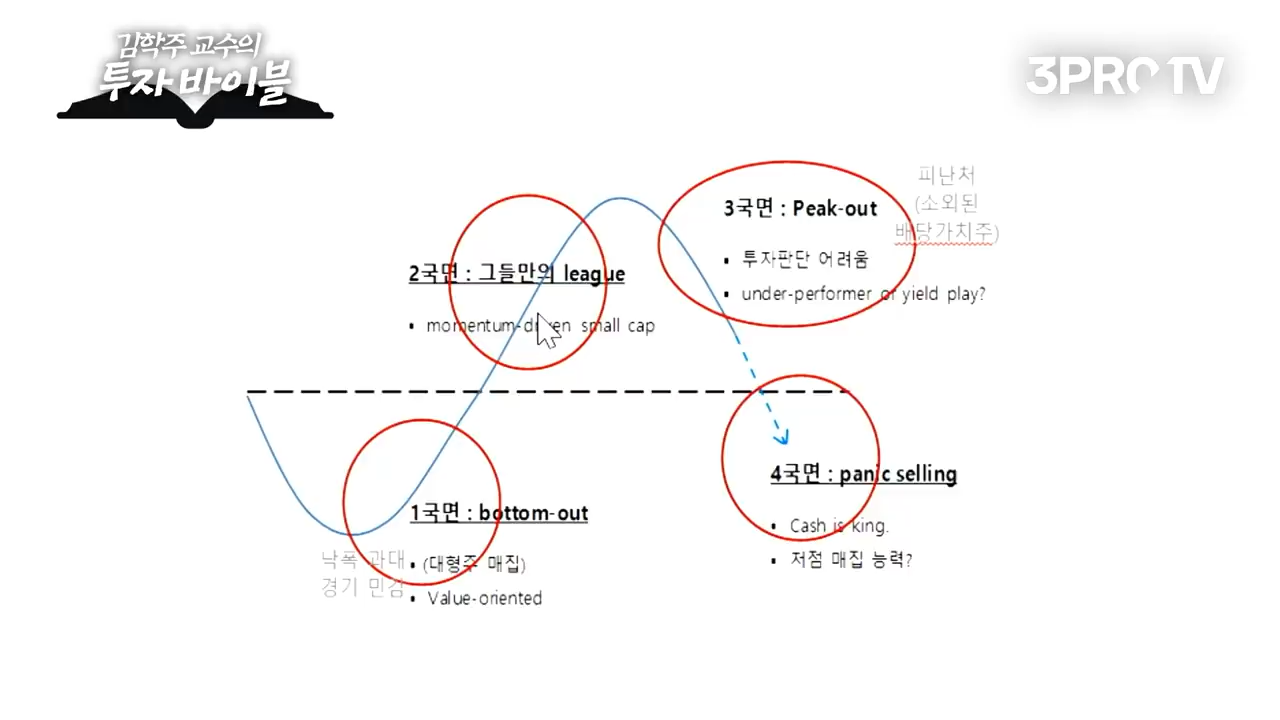 김학주 교수의
투자 바이블
3PRO TV
피난처
(소외된
배당가치주)
3국면 : Peak-out
▪ 투자판단 어려움
▪ under-performer or yield play?
2국면 : 그들만의 league
▪ momentum-driven small cap
4국면 : panic selling
▪ Cash is king.
▪ 저점 매집 능력?
1국면 : bottom-out
낙폭 과대
경기 민감
▪ (대형주 매집)
▪ Value-oriented